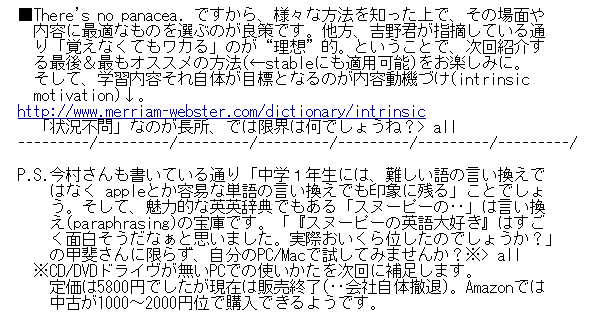 ■There's no panacea. ですから、様々な方法を知った上で、その場面や
内容に最適なものを選ぶのが良策です。他方、吉野君が指摘している通
り「覚えなくてもワカる」のが“理想”的。ということで、次回紹介す
る最後&最もオススメの方法(←stableにも適用可能)をお楽しみに。
そして、学習内容それ自体が目標となるのが内容動機づけ(intrinsic
motivation)↓。
http://www.merriam-webster.com/dictionary/intrinsic
「状況不問」なのが長所、では限界は何でしょうね?> all
---------/---------/---------/---------/---------/---------/---------/
P.S.今村さんも書いている通り「中学1年生には、難しい語の言い換えで
はなく appleとか容易な単語の言い換えでも印象に残る」ことでしょ
う。そして、魅力的な英英辞典でもある「スヌーピーの‥」は言い換
え(paraphrasing)の宝庫です。「『スヌーピーの英語大好き』はすご
く面白そうだなぁと思いました。実際おいくら位したのでしょうか?」
の甲斐さんに限らず、自分のPC/Macで試してみませんか?※> all
※CD/DVDドライヴが無いPCでの使いかたを次回に補足します。
定価は5800円でしたが現在は販売終了(‥会社自体撤退)。Amazonでは
中古が1000～2000円位で購入できるようです。